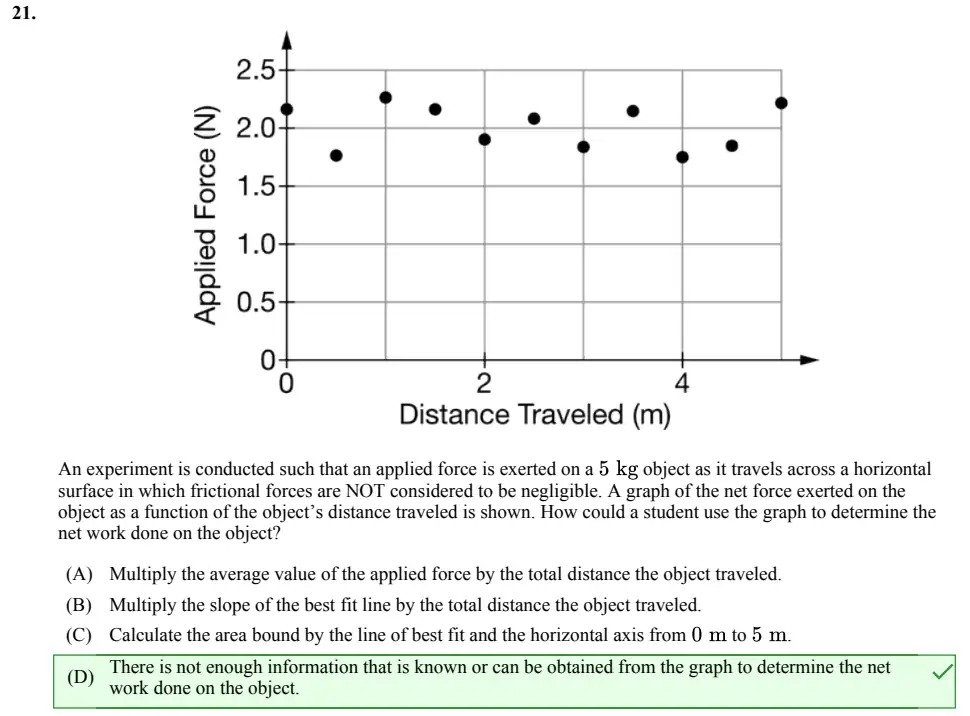 21.
2.5
2.0
1.5
1.0
0.5
0
0 2 4
Applied Force (N)
Distance Traveled (m)
An experiment is conducted such that an applied force is exerted on a 5 kg object as it travels across a horizontal
surface in which frictional forces are NOT considered to be negligible. A graph of the net force exerted on the
object as a function of the object’s distance traveled is shown. How could a student use the graph to determine the
net work done on the object?
(A) Multiply the average value of the applied force by the total distance the object traveled.
(B) Multiply the slope of the best fit line by the total distance the object traveled.
(C) Calculate the area bound by the line of best fit and the horizontal axis from 0 m to 5 m.
(D) There is not enough information that is known or can be obtained from the graph to determine the net
work done on the object.